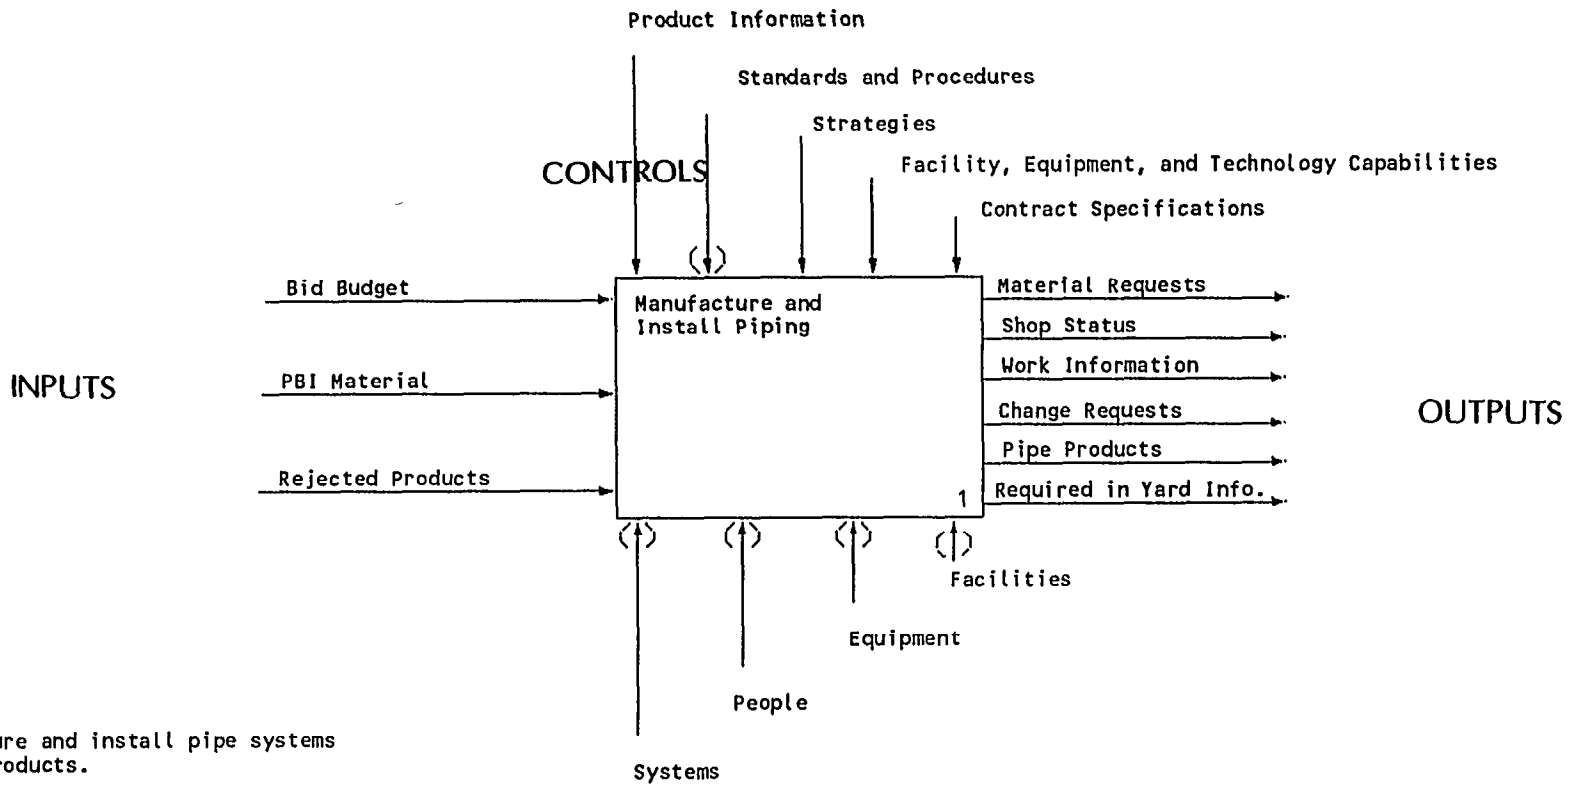 Product Information
Standards and Procedures
Strategies
CONTROLS
Facility, Equipment, and Technology Capabilities
Contract Specifications
Bid Budget
Manufacture and
Install Piping
Material Requests
Shop Status
Work Information
INPUTS
PBI Material
Change Requests
OUTPUTS
Pipe Products
Rejected Products
1
Required in Yard Info.
Facilities
Equipment
People
and install pipe systems
Systems